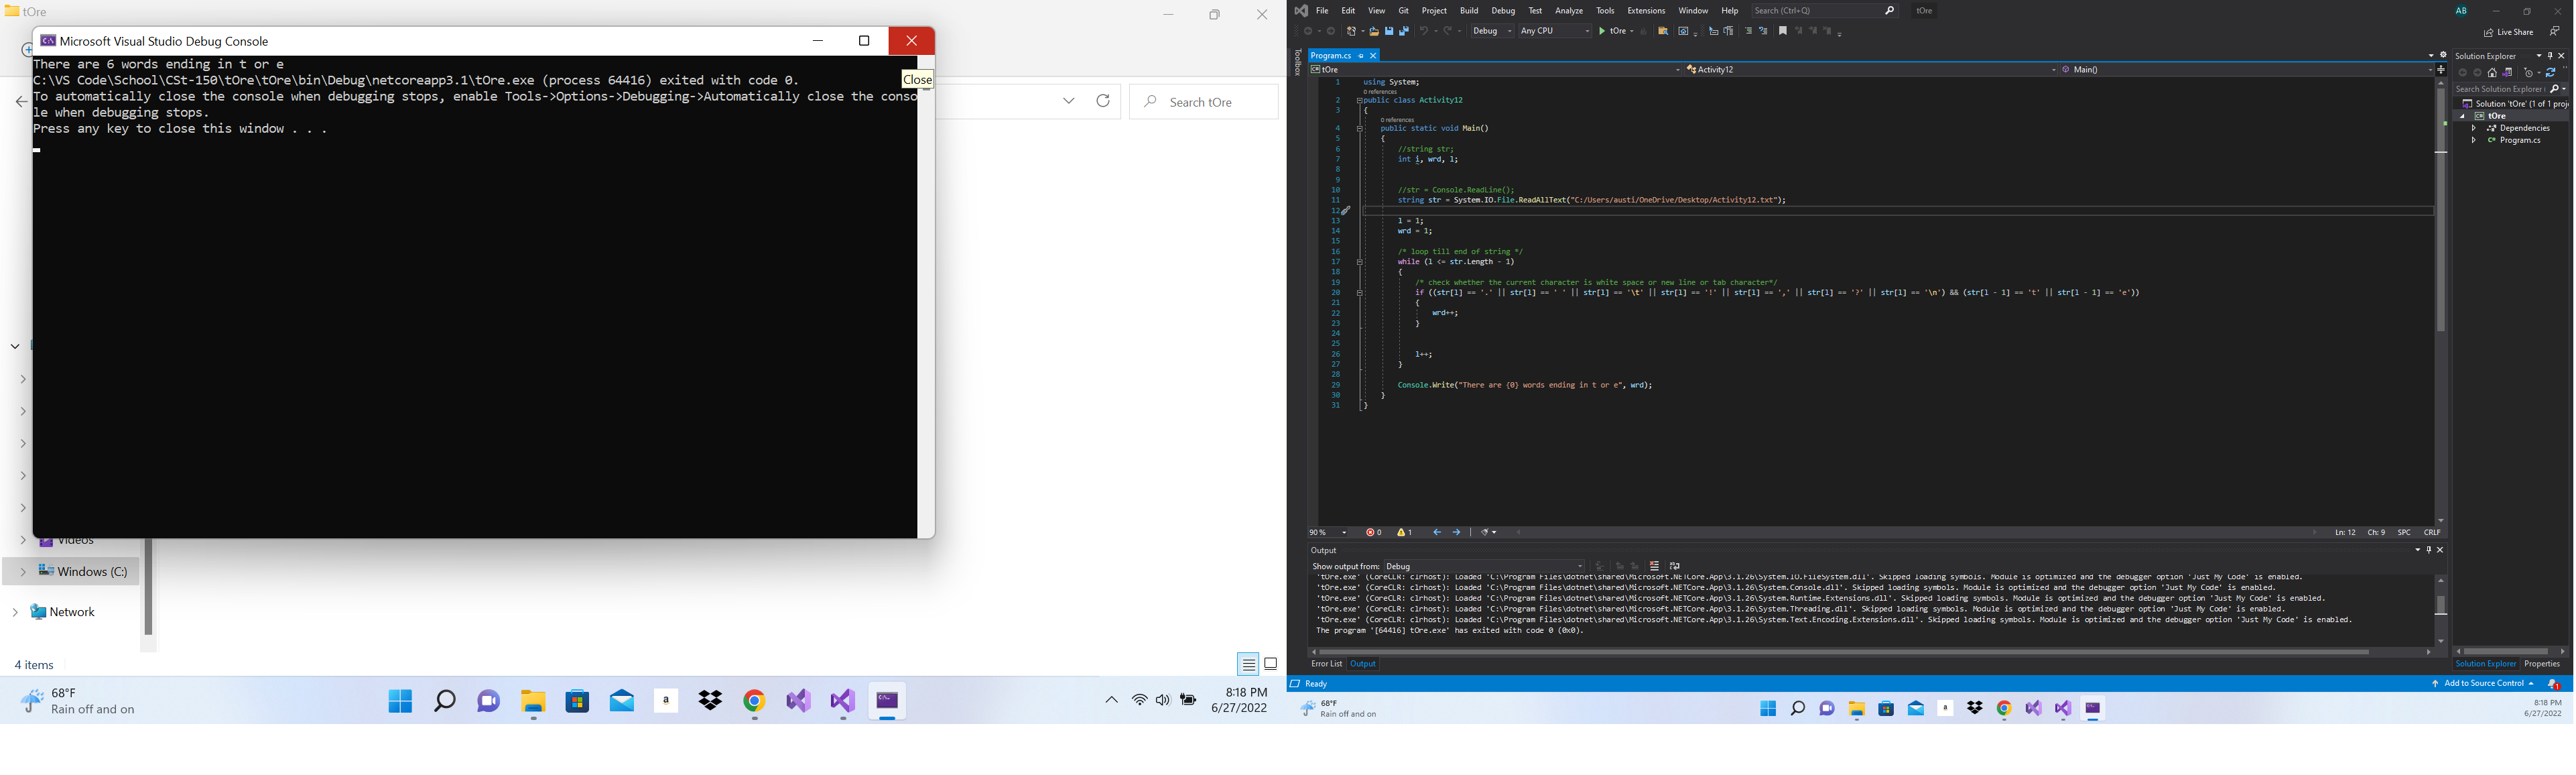 tOre
Microsoft Visual Studio Debug Console
There are 6 words ending in t or e
C:\VS Code\School\CSt-150\tOre\tOre\bin\Debug\netcoreapp3.1\tOre.exe (process 64416) exited with code 0.
To automatically close the console when debugging stops, enable Tools->Options->Debugging->Automatically close the conso
le when debugging stops.
Press any key to close this window . . .
Close
Search tOre
Videos
Windows (C:)
Network
4 items
68°F
Rain off and on
8:18 PM
6/27/2022
File Edit View Git Project Build Debug Test Analyze Tools Extensions Window Help Search (Ctrl+Q) tOre
AB
Debug Any CPU tOre
Live Share
Toolbox
Program.cs
tOre Activity12 Main()
1 using System;
0 references
2 public class Activity12
3 {
0 references
4 public static void Main()
5 {
6 //string str;
7 int i, wrd, l;
8
9
10 //str = Console.ReadLine();
11 string str = System.IO.File.ReadAllText("C:/Users/austi/OneDrive/Desktop/Activity12.txt");
12
13 l = 1;
14 wrd = 1;
15
16 /* loop till end of string */
17 while (l <= str.Length - 1)
18 {
19 /* check whether the current character is white space or new line or tab character*/
20 if ((str[l] == '.' || str[l] == ' ' || str[l] == '\t' || str[l] == '!' || str[l] == ',' || str[l] == '?' || str[l] == '\n') && (str[l - 1] == 't' || str[l - 1] == 'e'))
21 {
22 wrd++;
23 }
24
25
26 l++;
27 }
28
29 Console.Write("There are {0} words ending in t or e", wrd);
30 }
31 }
90 % 0 1 Ln: 12 Ch: 9 SPC CRLF
Output
Show output from: Debug
'tOre.exe' (CoreCLR: clrhost): Loaded 'C:\Program Files\dotnet\shared\Microsoft.NETCore.App\3.1.26\System.IO.FileSystem.dll'. Skipped loading symbols. Module is optimized and the debugger option 'Just My Code' is enabled.
'tOre.exe' (CoreCLR: clrhost): Loaded 'C:\Program Files\dotnet\shared\Microsoft.NETCore.App\3.1.26\System.Console.dll'. Skipped loading symbols. Module is optimized and the debugger option 'Just My Code' is enabled.
'tOre.exe' (CoreCLR: clrhost): Loaded 'C:\Program Files\dotnet\shared\Microsoft.NETCore.App\3.1.26\System.Runtime.Extensions.dll'. Skipped loading symbols. Module is optimized and the debugger option 'Just My Code' is enabled.
'tOre.exe' (CoreCLR: clrhost): Loaded 'C:\Program Files\dotnet\shared\Microsoft.NETCore.App\3.1.26\System.Threading.dll'. Skipped loading symbols. Module is optimized and the debugger option 'Just My Code' is enabled.
'tOre.exe' (CoreCLR: clrhost): Loaded 'C:\Program Files\dotnet\shared\Microsoft.NETCore.App\3.1.26\System.Text.Encoding.Extensions.dll'. Skipped loading symbols. Module is optimized and the debugger option 'Just My Code' is enabled.
The program '[64416] tOre.exe' has exited with code 0 (0x0).
Error List Output
Solution Explorer
Search Solution Explorer
Solution 'tOre' (1 of 1 proj
tOre
Dependencies
C# Program.cs
Solution Explorer Properties
Ready
Add to Source Control 1
68°F
Rain off and on
8:18 PM
6/27/2022